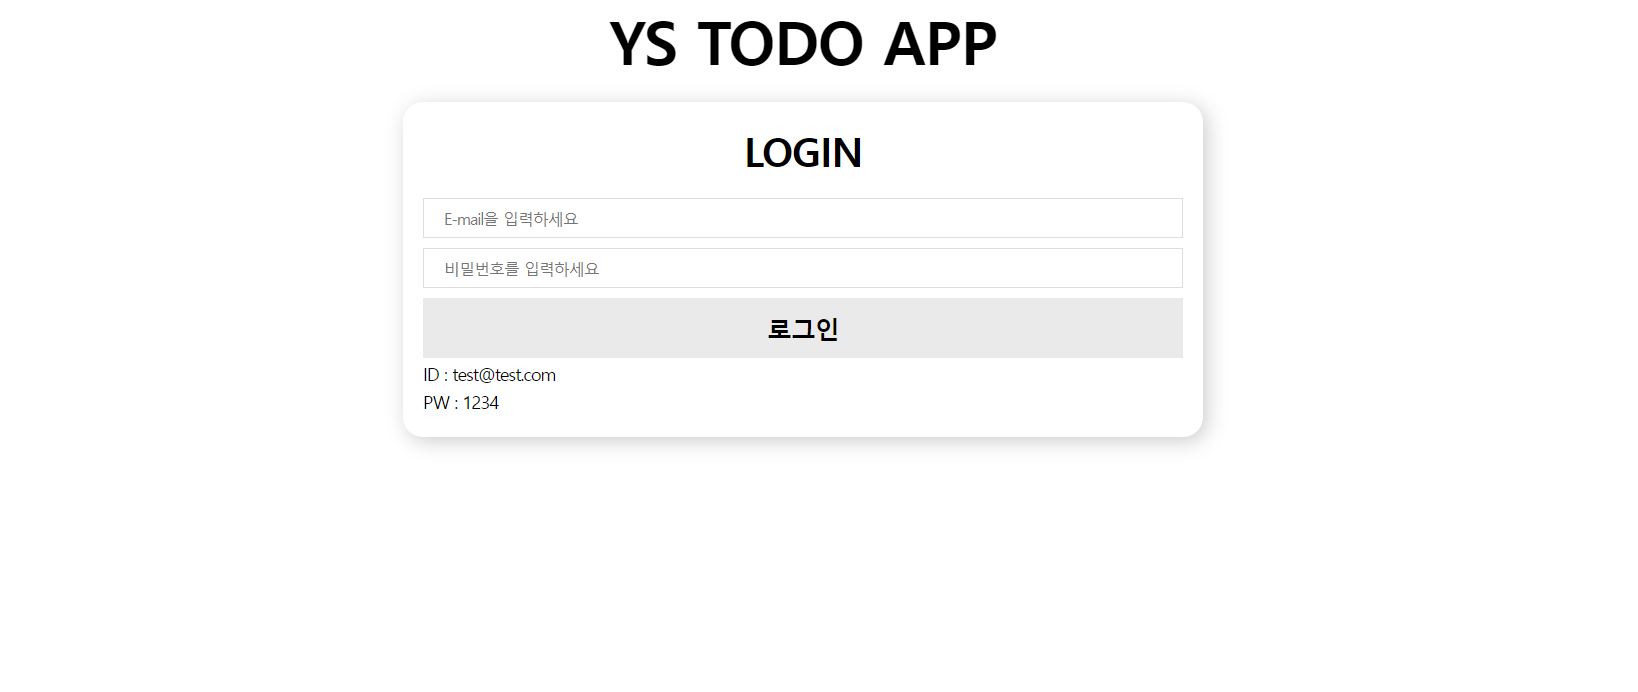 YS TODO APP
LOGIN
E-mail을 입력하세요
비밀번호를 입력하세요
로그인
ID : test@test.com
PW : 1234